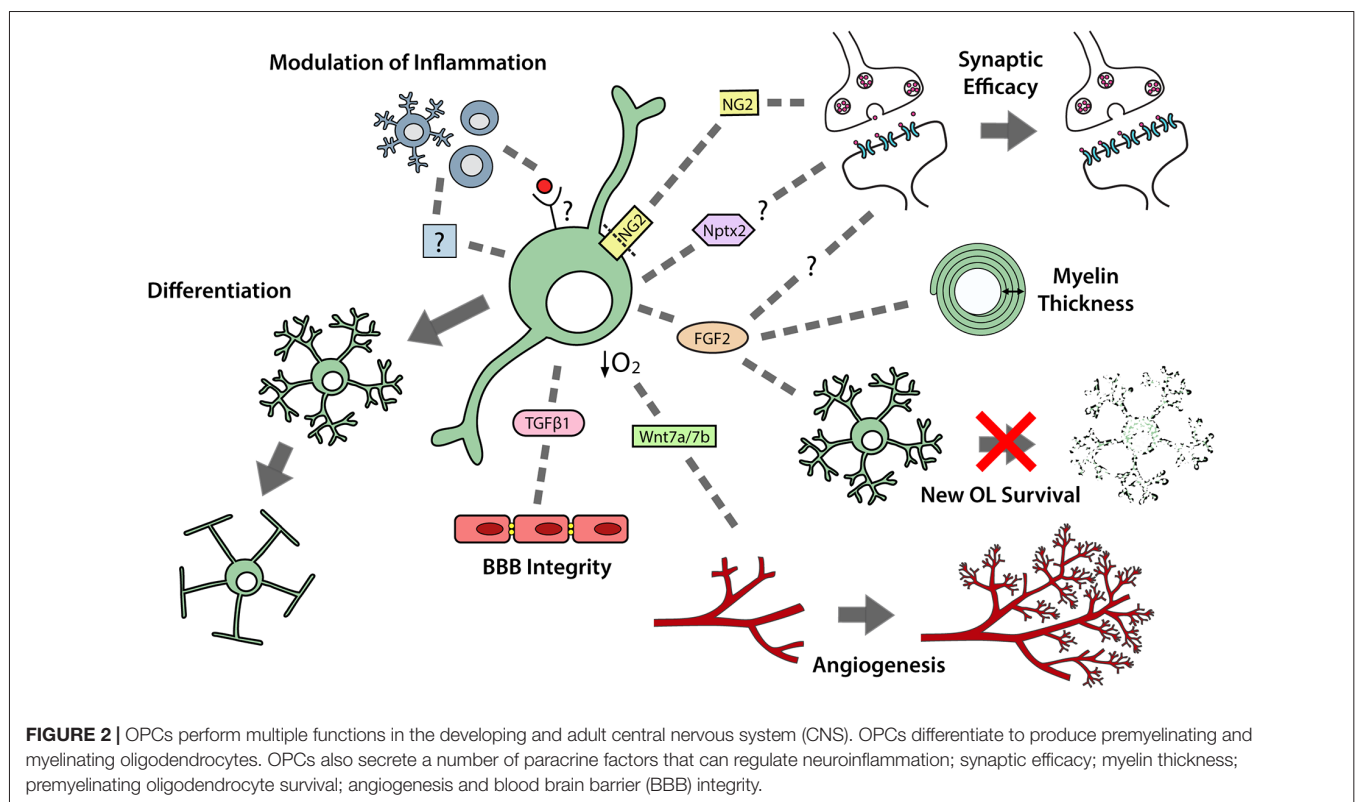 Modulation of Inflammation
Synaptic
Efficacy
NG2
?
NG2
Nptx2
?
?
Differentiation
?
Myelin
Thickness
FGF2
↓O₂
TGFβ1
Wnt7a/7b
New OL Survival
BBB Integrity
Angiogenesis
FIGURE 2 | OPCs perform multiple functions in the developing and adult central nervous system (CNS). OPCs differentiate to produce premyelinating and
myelinating oligodendrocytes. OPCs also secrete a number of paracrine factors that can regulate neuroinflammation; synaptic efficacy; myelin thickness;
premyelinating oligodendrocyte survival; angiogenesis and blood brain barrier (BBB) integrity.